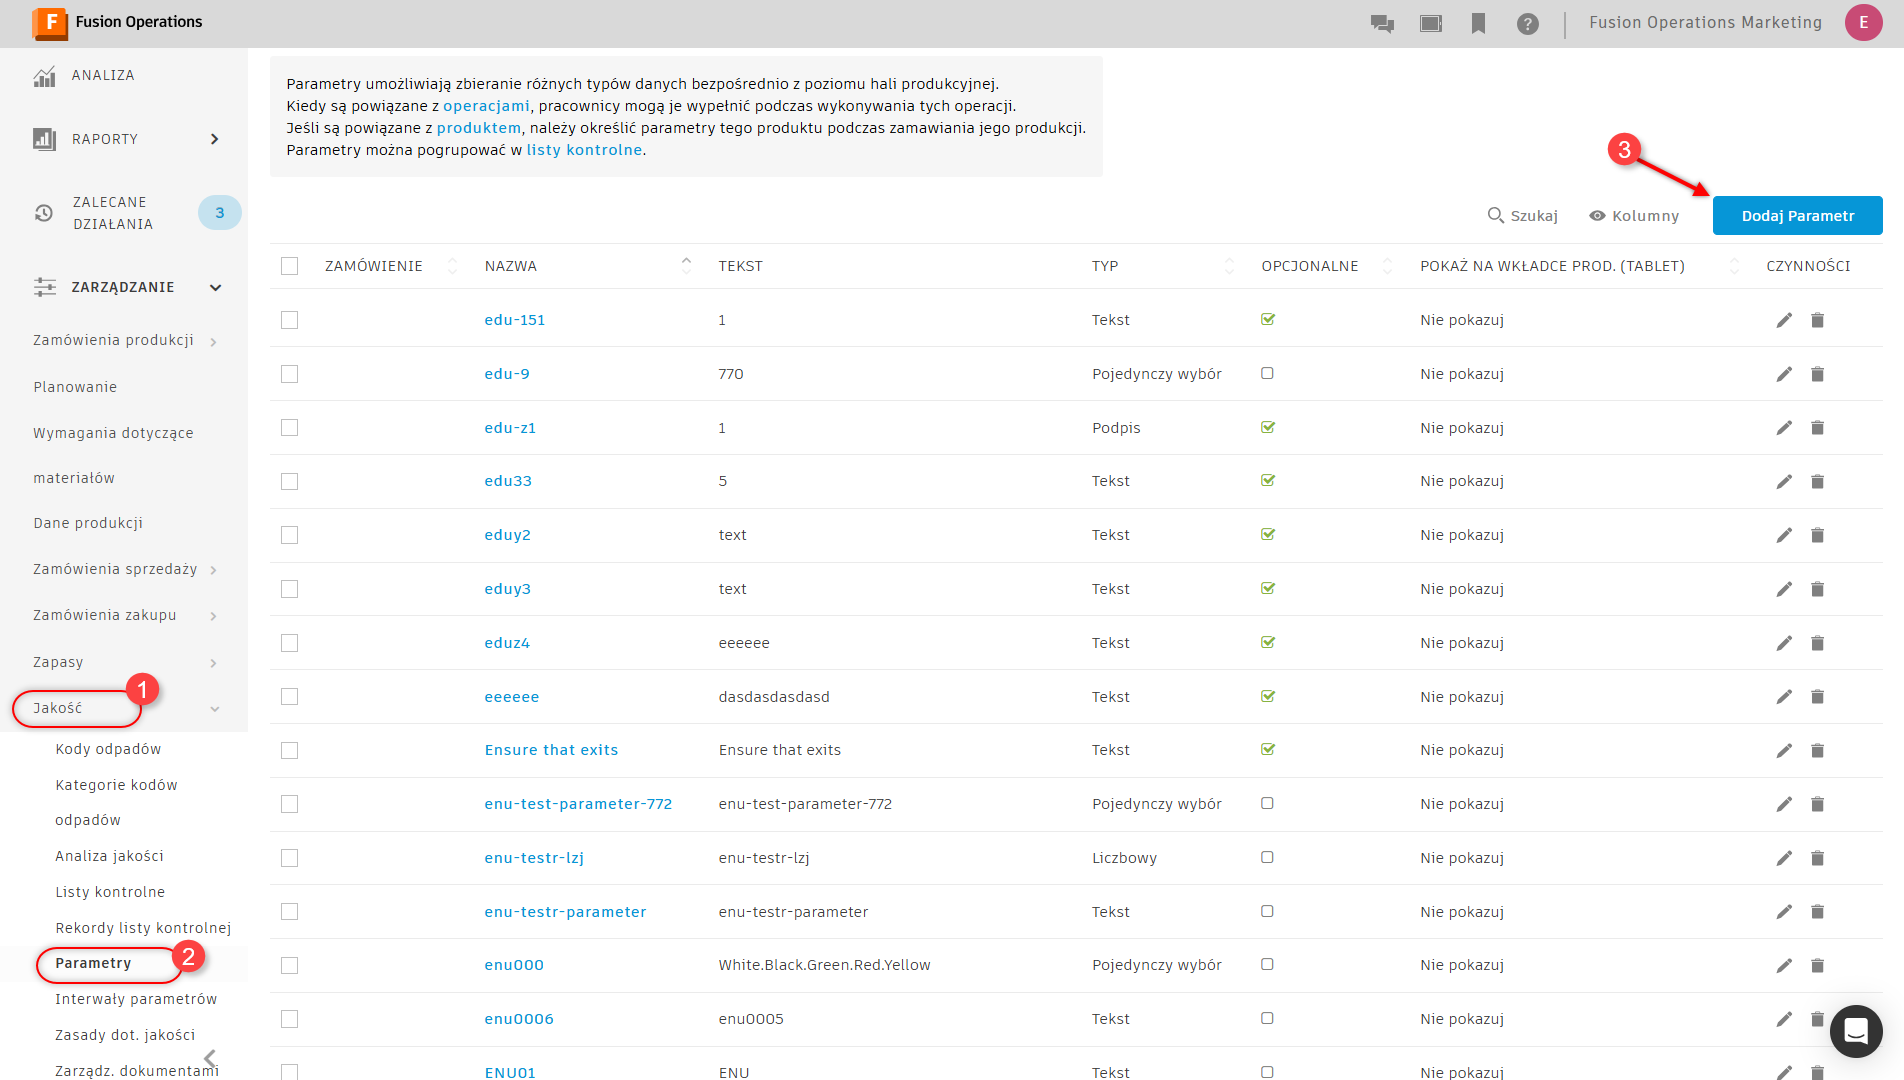 F Fusion Operations
Fusion Operations Marketing E
ANALIZA
RAPORTY
ZALECANE
DZIAŁANIA
3
ZARZĄDZANIE
Zamówienia produkcji
Planowanie
Wymagania dotyczące
materiałów
Dane produkcji
Zamówienia sprzedaży
Zamówienia zakupu
Zapasy
Jakość
1
Kody odpadów
Kategorie kodów
odpadów
Analiza jakości
Listy kontrolne
Rekordy listy kontrolnej
Parametry
2
Interwały parametrów
Zasady dot. jakości
Zarządz. dokumentami
Parametry umożliwiają zbieranie różnych typów danych bezpośrednio z poziomu hali produkcyjnej.
Kiedy są powiązane z operacjami, pracownicy mogą je wypełnić podczas wykonywania tych operacji.
Jeśli są powiązane z produktem, należy określić parametry tego produktu podczas zamawiania jego produkcji.
Parametry można pogrupować w listy kontrolne.
3
Szukaj Kolumny Dodaj Parametr
ZAMÓWIENIE NAZWA TEKST TYP OPCJONALNE POKAŻ NA WKŁADCE PROD. (TABLET) CZYNNOŚCI
edu-151 1 Tekst Nie pokazuj
edu-9 770 Pojedynczy wybór Nie pokazuj
edu-z1 1 Podpis Nie pokazuj
edu33 5 Tekst Nie pokazuj
eduy2 text Tekst Nie pokazuj
eduy3 text Tekst Nie pokazuj
eduz4 eeeeee Tekst Nie pokazuj
eeeeee dasdasdasdasd Tekst Nie pokazuj
Ensure that exits Ensure that exits Tekst Nie pokazuj
enu-test-parameter-772 enu-test-parameter-772 Pojedynczy wybór Nie pokazuj
enu-testr-lzj enu-testr-lzj Liczbowy Nie pokazuj
enu-testr-parameter enu-testr-parameter Tekst Nie pokazuj
enu000 White.Black.Green.Red.Yellow Pojedynczy wybór Nie pokazuj
enu0006 enu0005 Tekst Nie pokazuj
ENU01 ENU Tekst Nie pokazuj